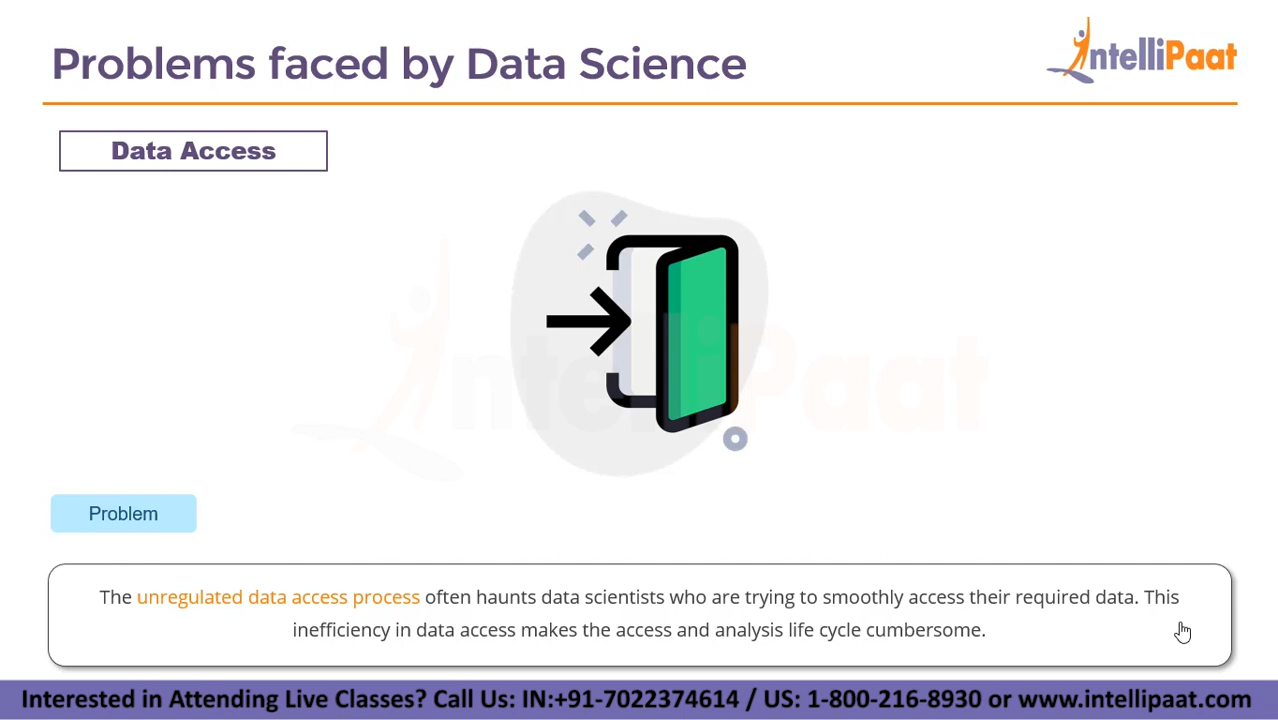 Problems faced by Data Science
IntelliPaat
Data Access
IntelliPaat
Problem
The unregulated data access process often haunts data scientists who are trying to smoothly access their required data. This
inefficiency in data access makes the access and analysis life cycle cumbersome.
Interested in Attending Live Classes? Call Us: IN:+91-7022374614 / US: 1-800-216-8930 or www.intellipaat.com